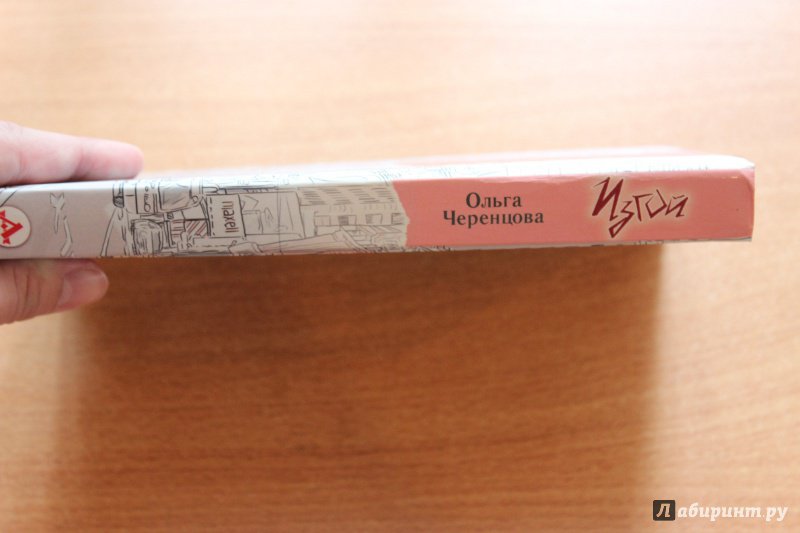 Ольга
Черенцова
Изгой
Лабиринт.ру